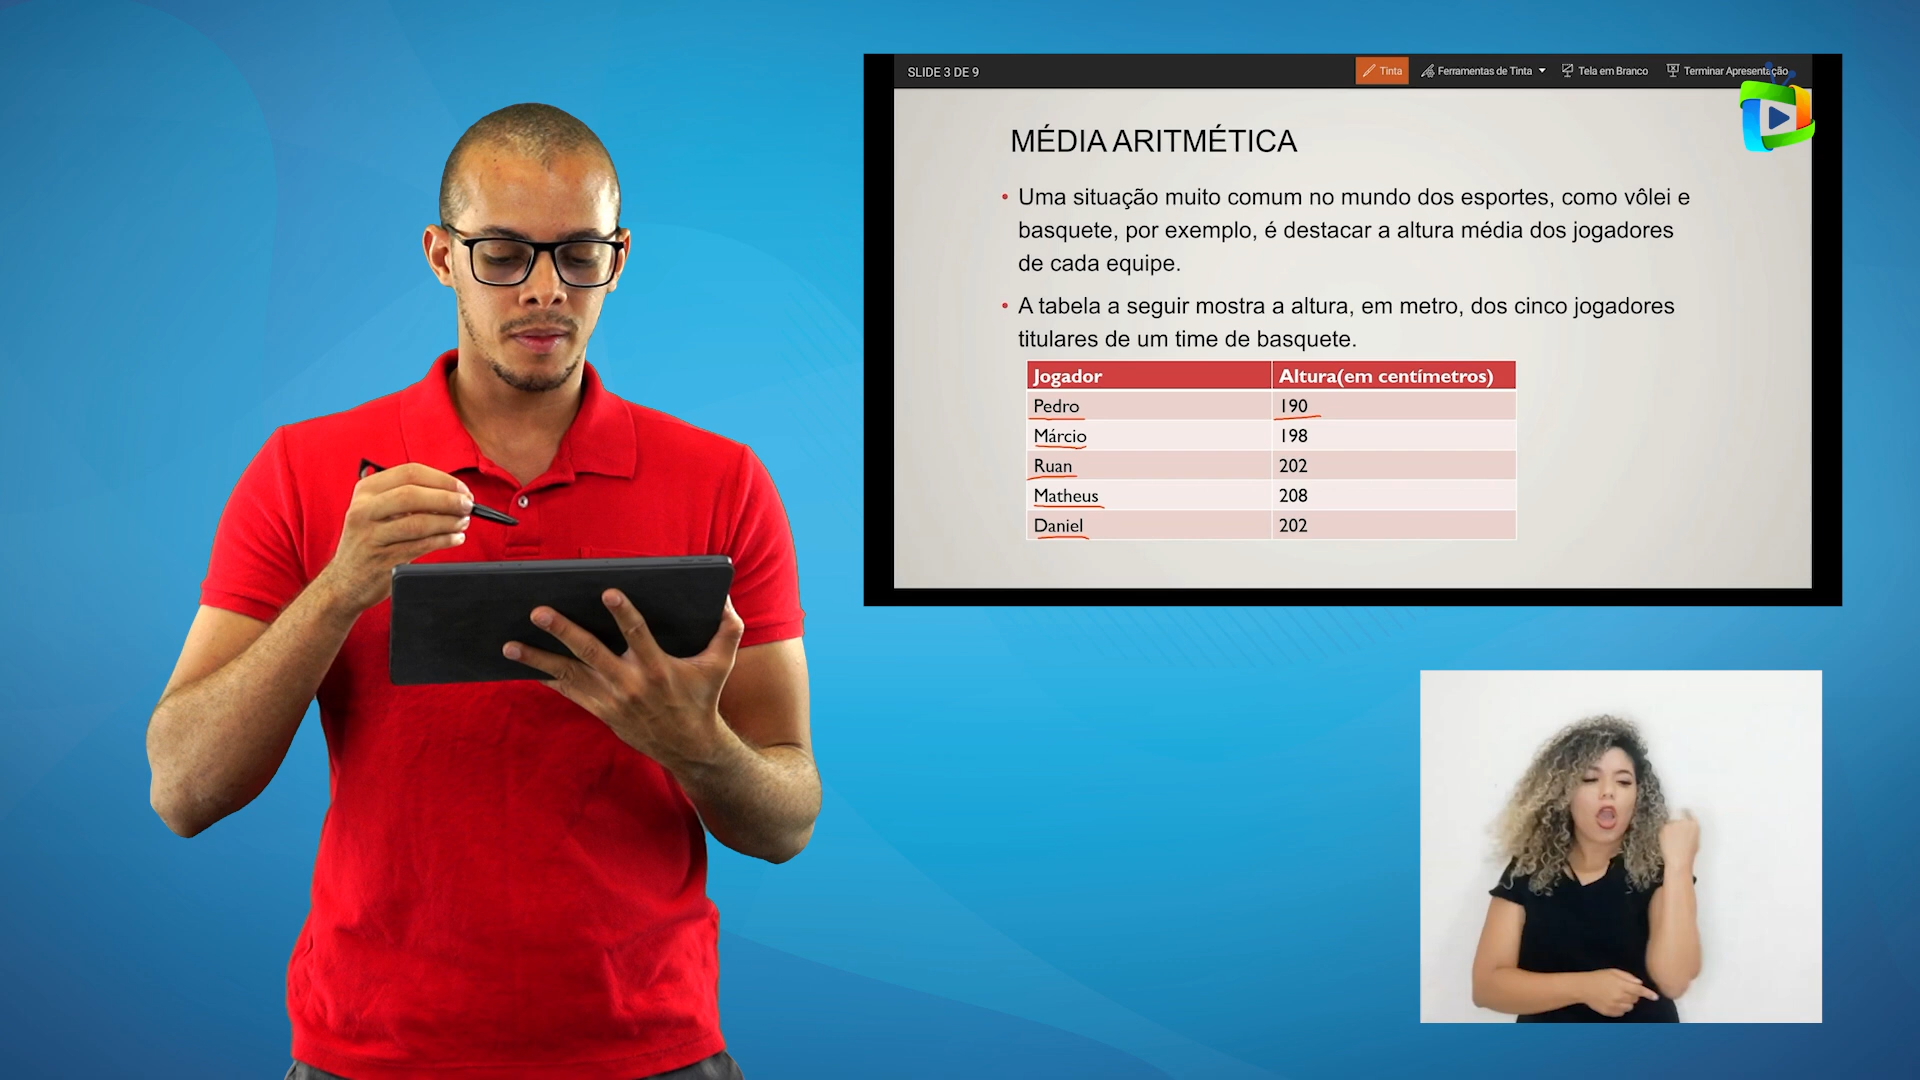 SLIDE 3 DE 9
Tinta
Ferramentas de Tinta
Tela em Branco
Terminar Apresentação
MÉDIA ARITMÉTICA
• Uma situação muito comum no mundo dos esportes, como vôlei e
basquete, por exemplo, é destacar a altura média dos jogadores
de cada equipe.
• A tabela a seguir mostra a altura, em metro, dos cinco jogadores
titulares de um time de basquete.
Jogador Altura(em centímetros)
Pedro 190
Márcio 198
Ruan 202
Matheus 208
Daniel 202